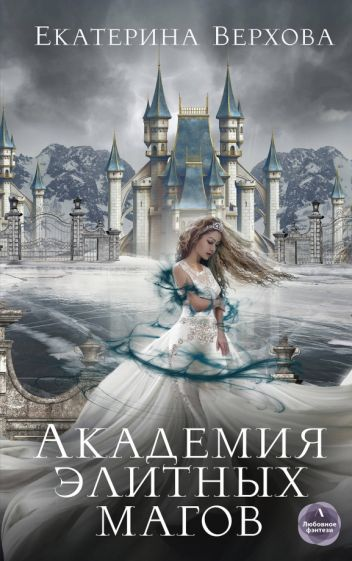 Екатерина Верхова
Академия
элитных
магов
Любовное
фэнтези